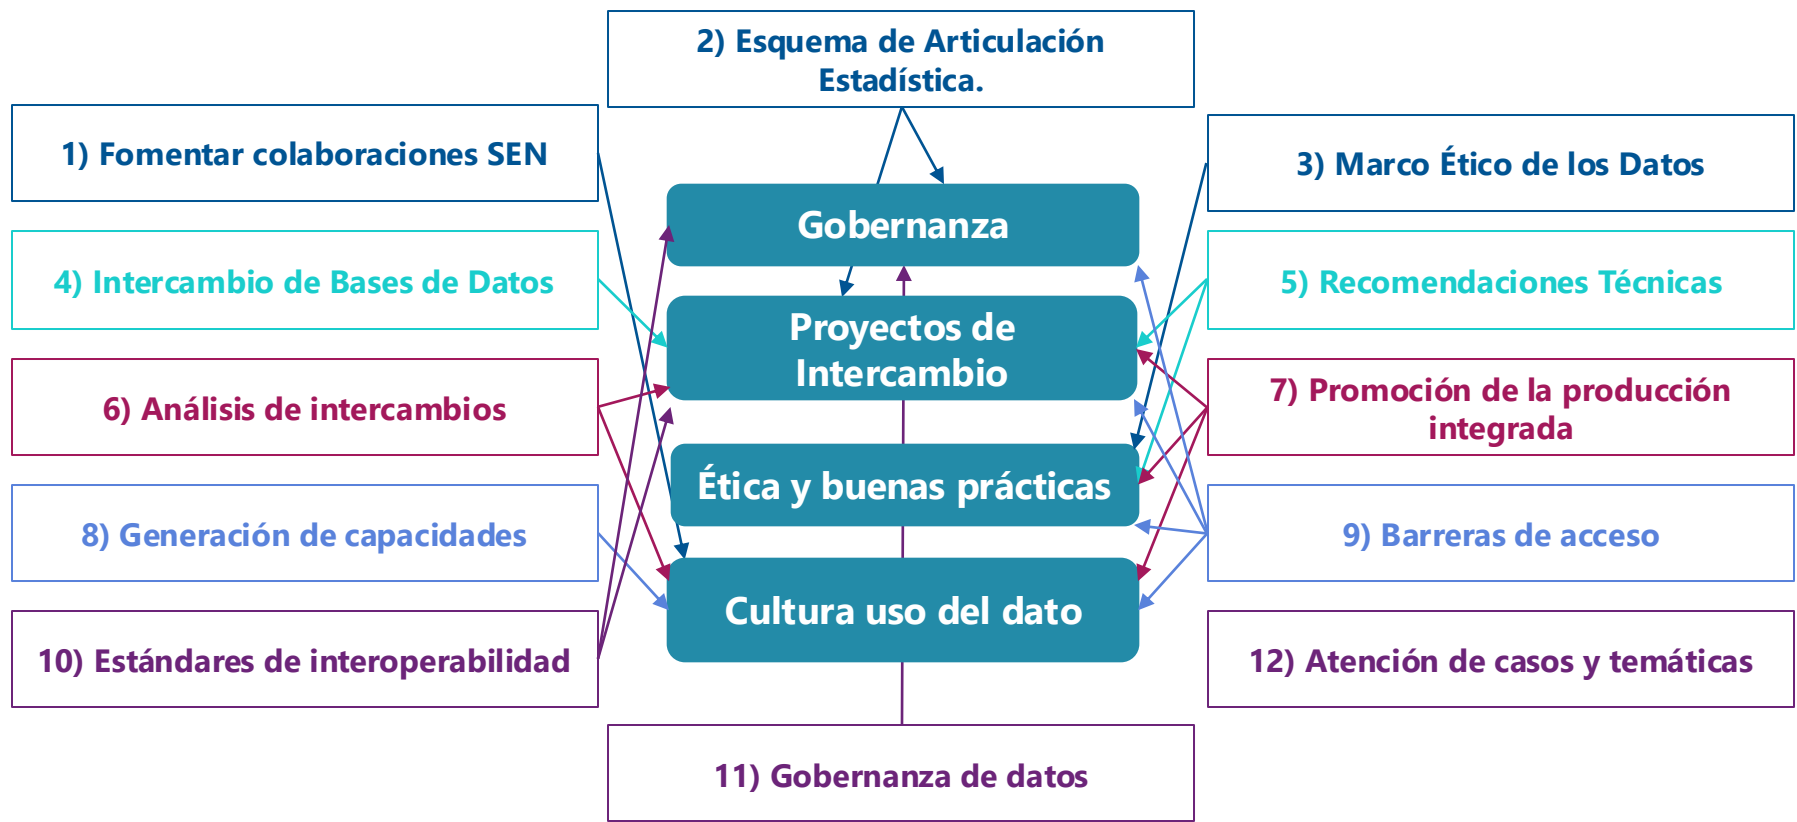 2) Esquema de Articulación
Estadística.
1) Fomentar colaboraciones SEN
3) Marco Ético de los Datos
Gobernanza
4) Intercambio de Bases de Datos
5) Recomendaciones Técnicas
Proyectos de
Intercambio
6) Análisis de intercambios
7) Promoción de la producción
integrada
Ética y buenas prácticas
8) Generación de capacidades
9) Barreras de acceso
Cultura uso del dato
10) Estándares de interoperabilidad
12) Atención de casos y temáticas
11) Gobernanza de datos